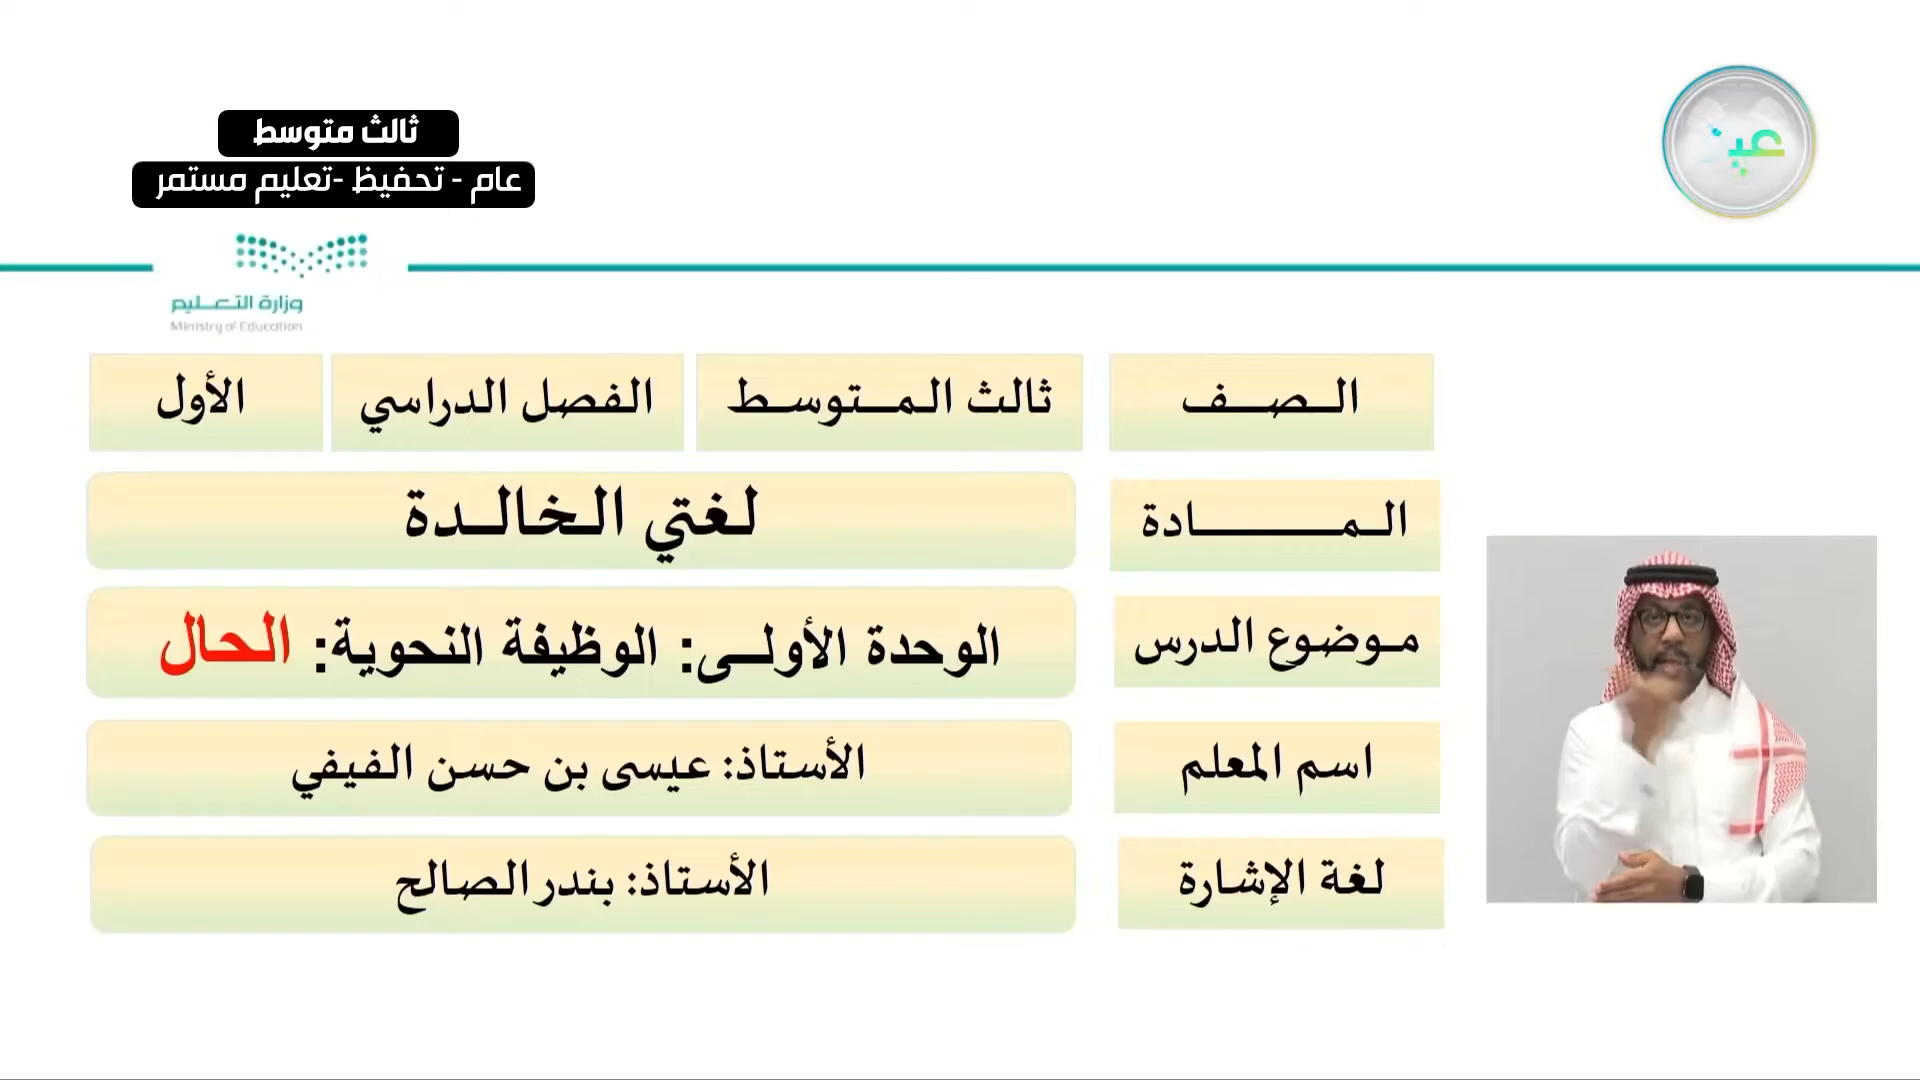 ثالث متوسط
عام - تحفيظ -تعليم مستمر
عين
وزارة التعليم
Ministry of Education
الصف ثالث المتوسط الفصل الدراسي الأول
المادة لغتي الخالدة
موضوع الدرس الوحدة الأولى: الوظيفة النحوية: الحال
اسم المعلم الأستاذ: عيسى بن حسن الفيفي
لغة الإشارة الأستاذ: بندر الصالح